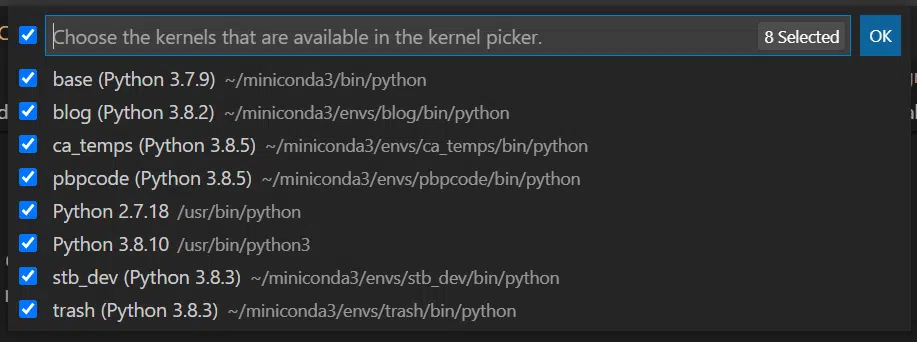 Choose the kernels that are available in the kernel picker. 8 Selected OK
base (Python 3.7.9) ~/miniconda3/bin/python
blog (Python 3.8.2) ~/miniconda3/envs/blog/bin/python
ca_temps (Python 3.8.5) ~/miniconda3/envs/ca_temps/bin/python
pbpcode (Python 3.8.5) ~/miniconda3/envs/pbpcode/bin/python
Python 2.7.18 /usr/bin/python
Python 3.8.10 /usr/bin/python3
stb_dev (Python 3.8.3) ~/miniconda3/envs/stb_dev/bin/python
trash (Python 3.8.3) ~/miniconda3/envs/trash/bin/python